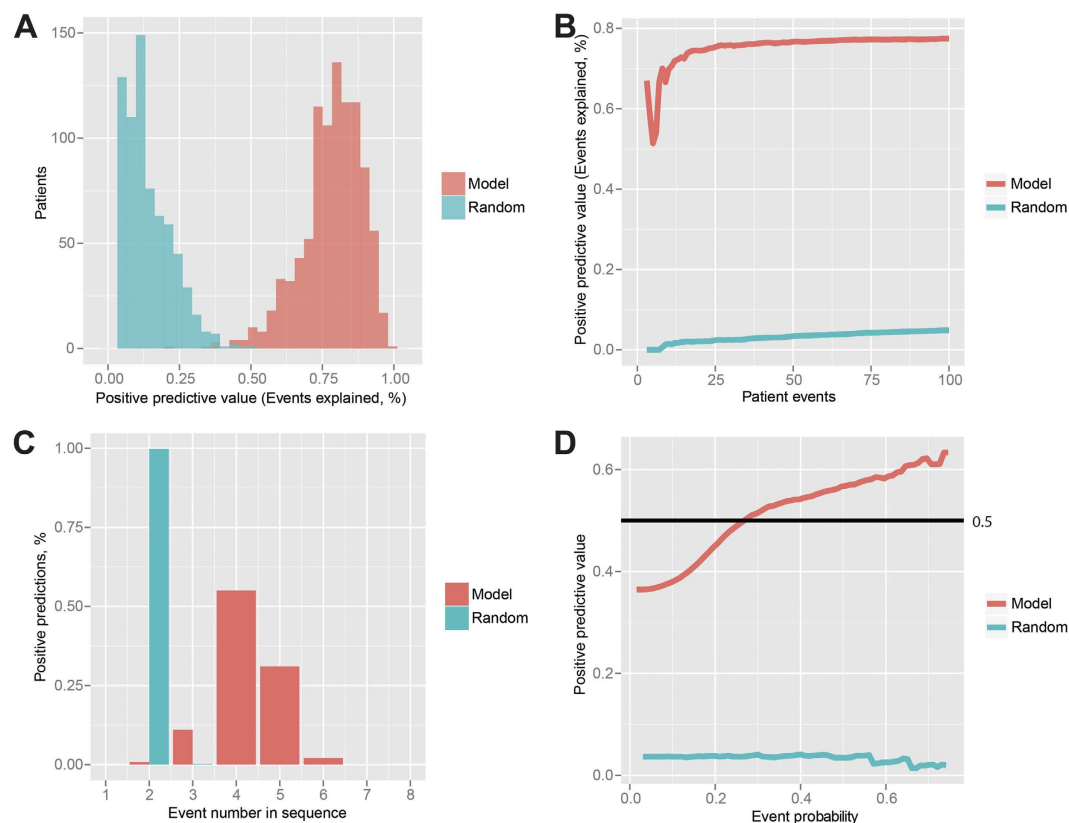 A
150
100
50
0
Patients
0.00 0.25 0.50 0.75 1.00
Positive predictive value (Events explained, %)
Model
Random
B
0.8
0.6
0.4
0.2
0.0
Positive predictive value (Events explained, %)
0 25 50 75 100
Patient events
Model
Random
C
1.00
0.75
0.50
0.25
0.00
Positive predictions, %
1 2 3 4 5 6 7 8
Event number in sequence
Model
Random
D
0.6
0.4
0.2
0.0
Positive predictive value
0.5
0.0 0.2 0.4 0.6
Event probability
Model
Random